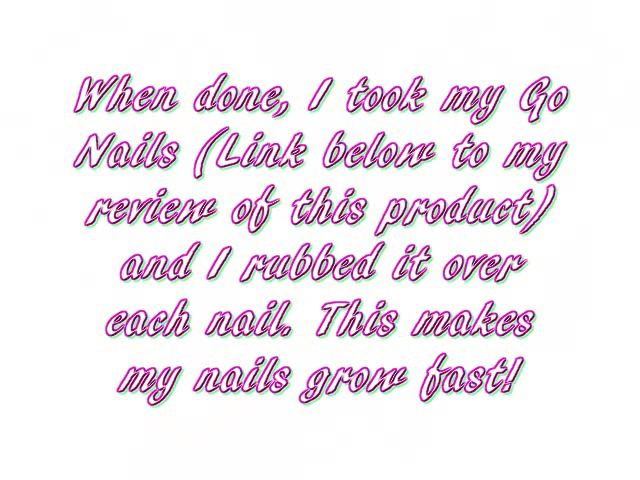 When done, I took my Go
Nails (Link below to my
review of this product)
and I rubbed it over
each nail. This makes
my nails grow fast!